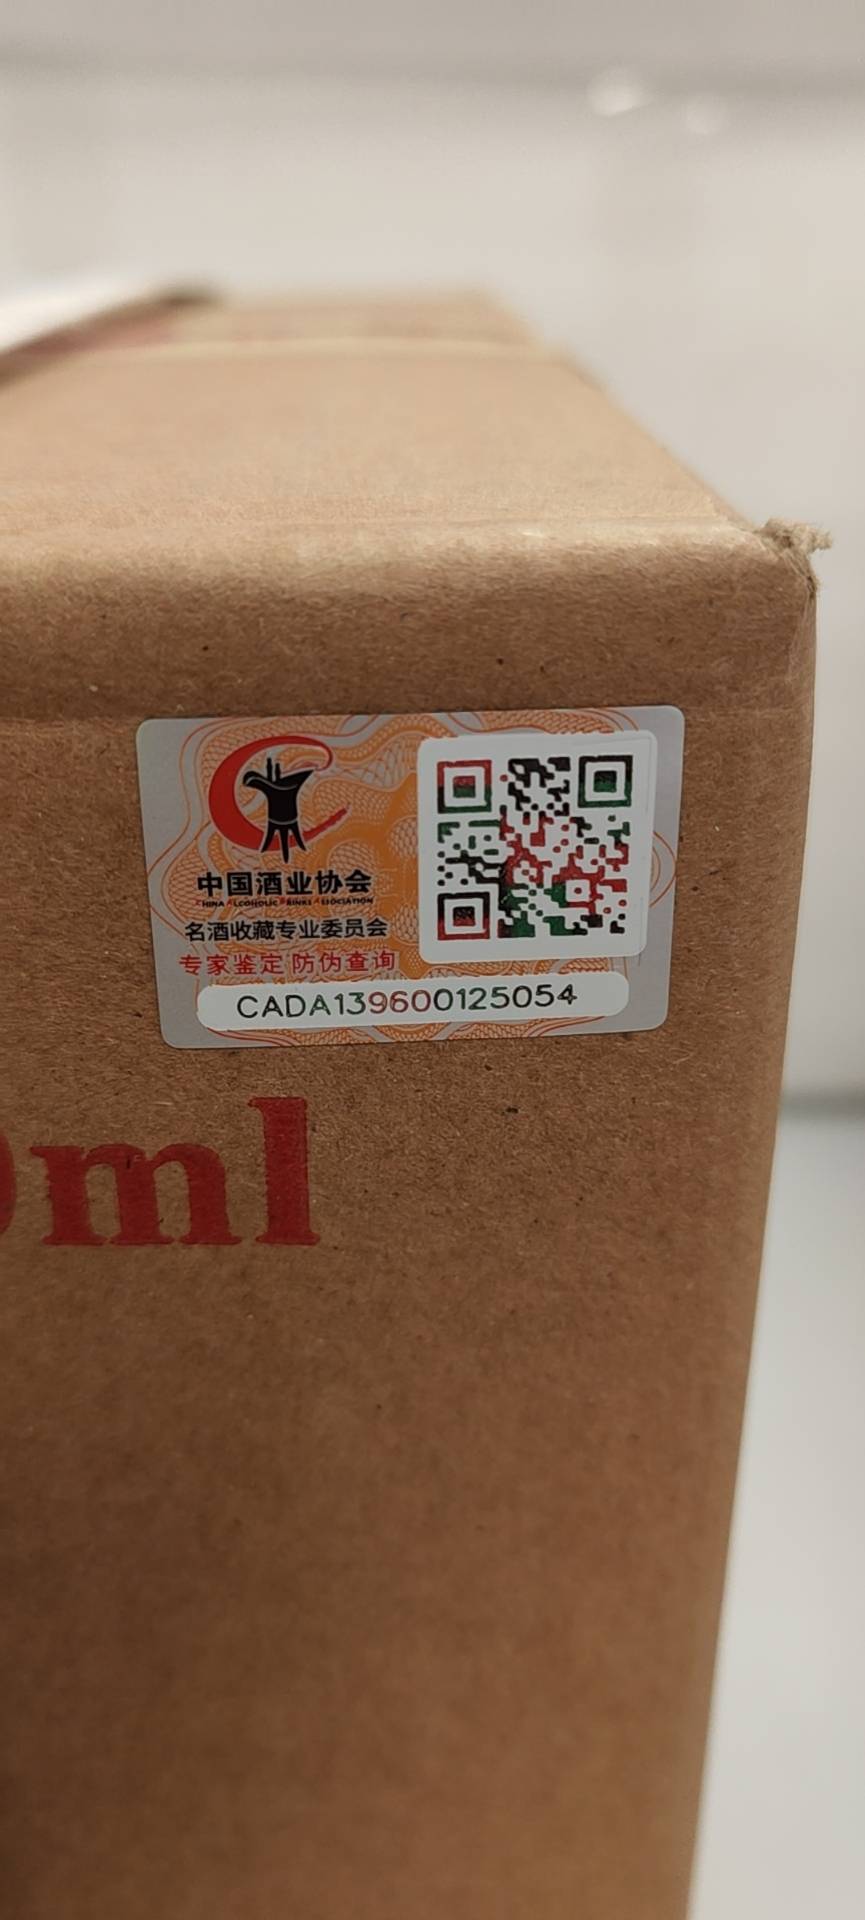 中国酒业协会
CHINA ALCOHOLIC DRINKS ASSOCIATION
名酒收藏专业委员会
专家鉴定 防伪查询
CADA139600125054
ml